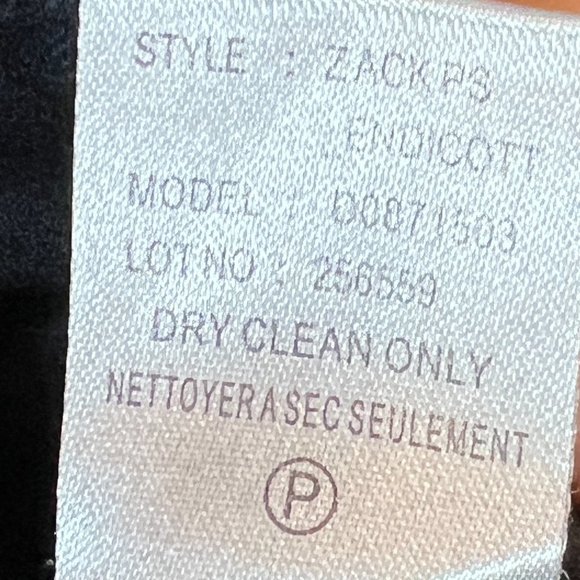 STYLE : ZACK PS
ENDICOTT
MODEL : D0871503
LOT NO : 256559
DRY CLEAN ONLY
NETTOYER A SEC SEULEMENT
P